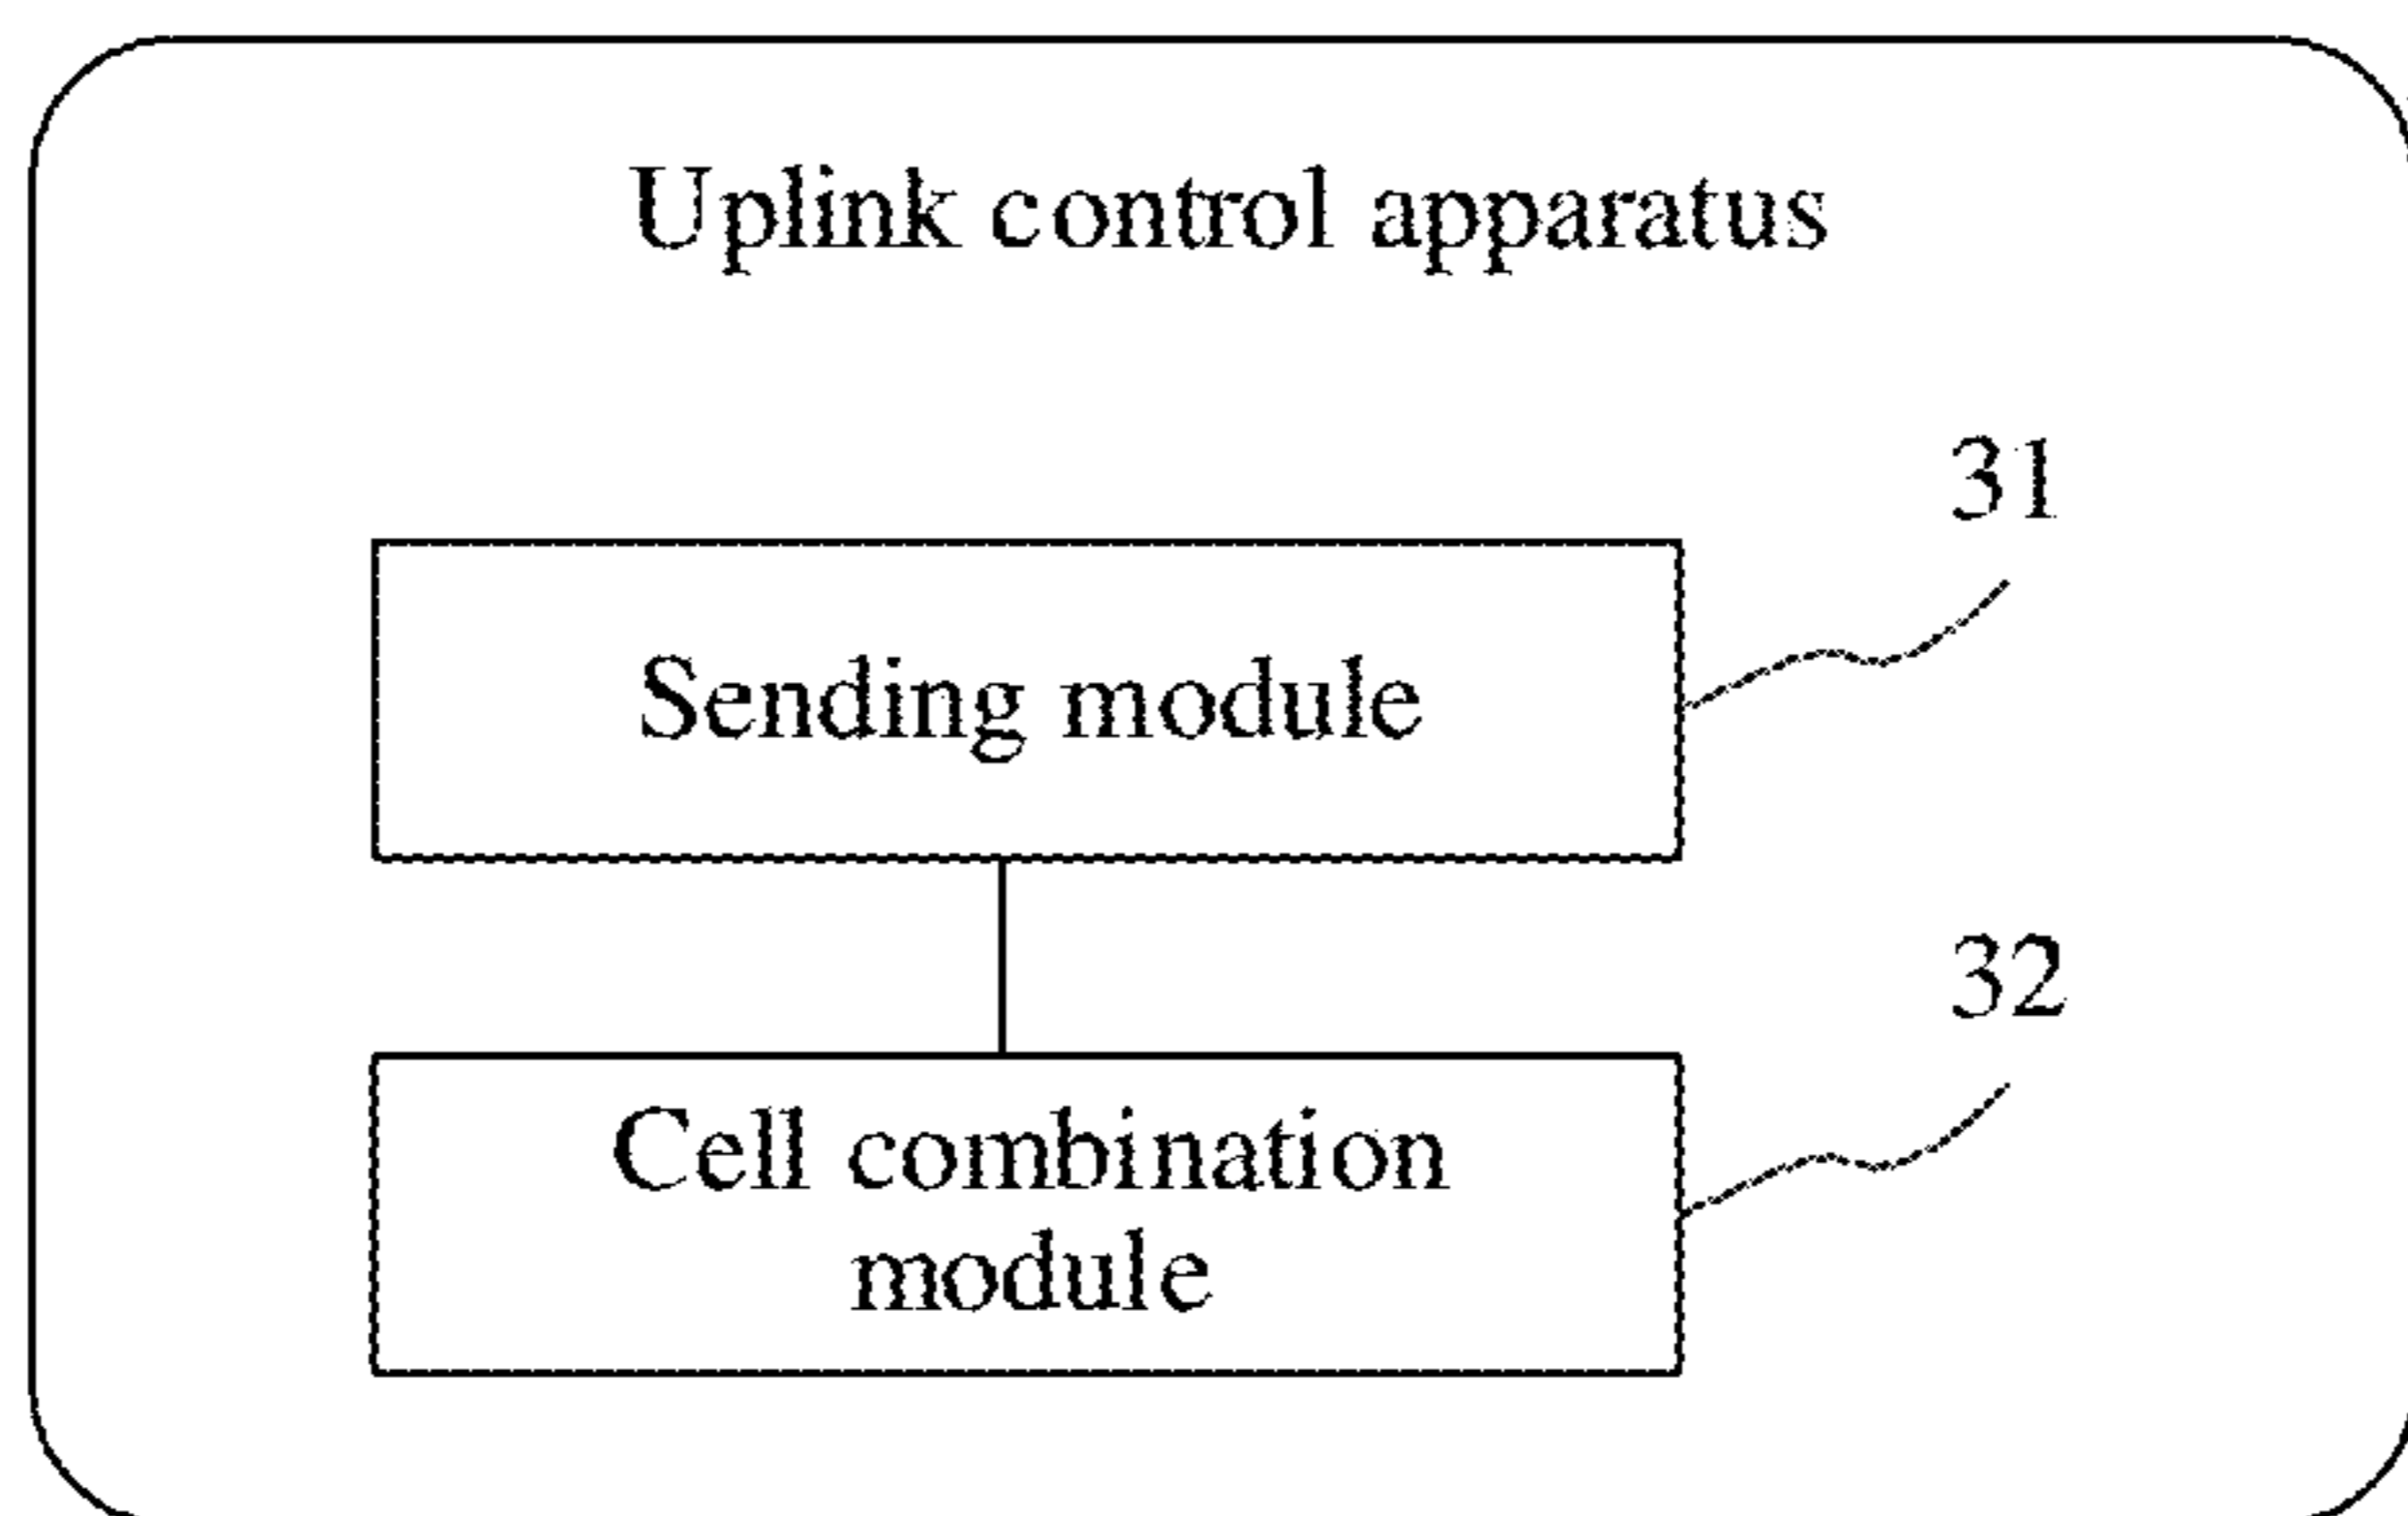 Uplink control apparatus
31
Sending module
32
Cell combination
module